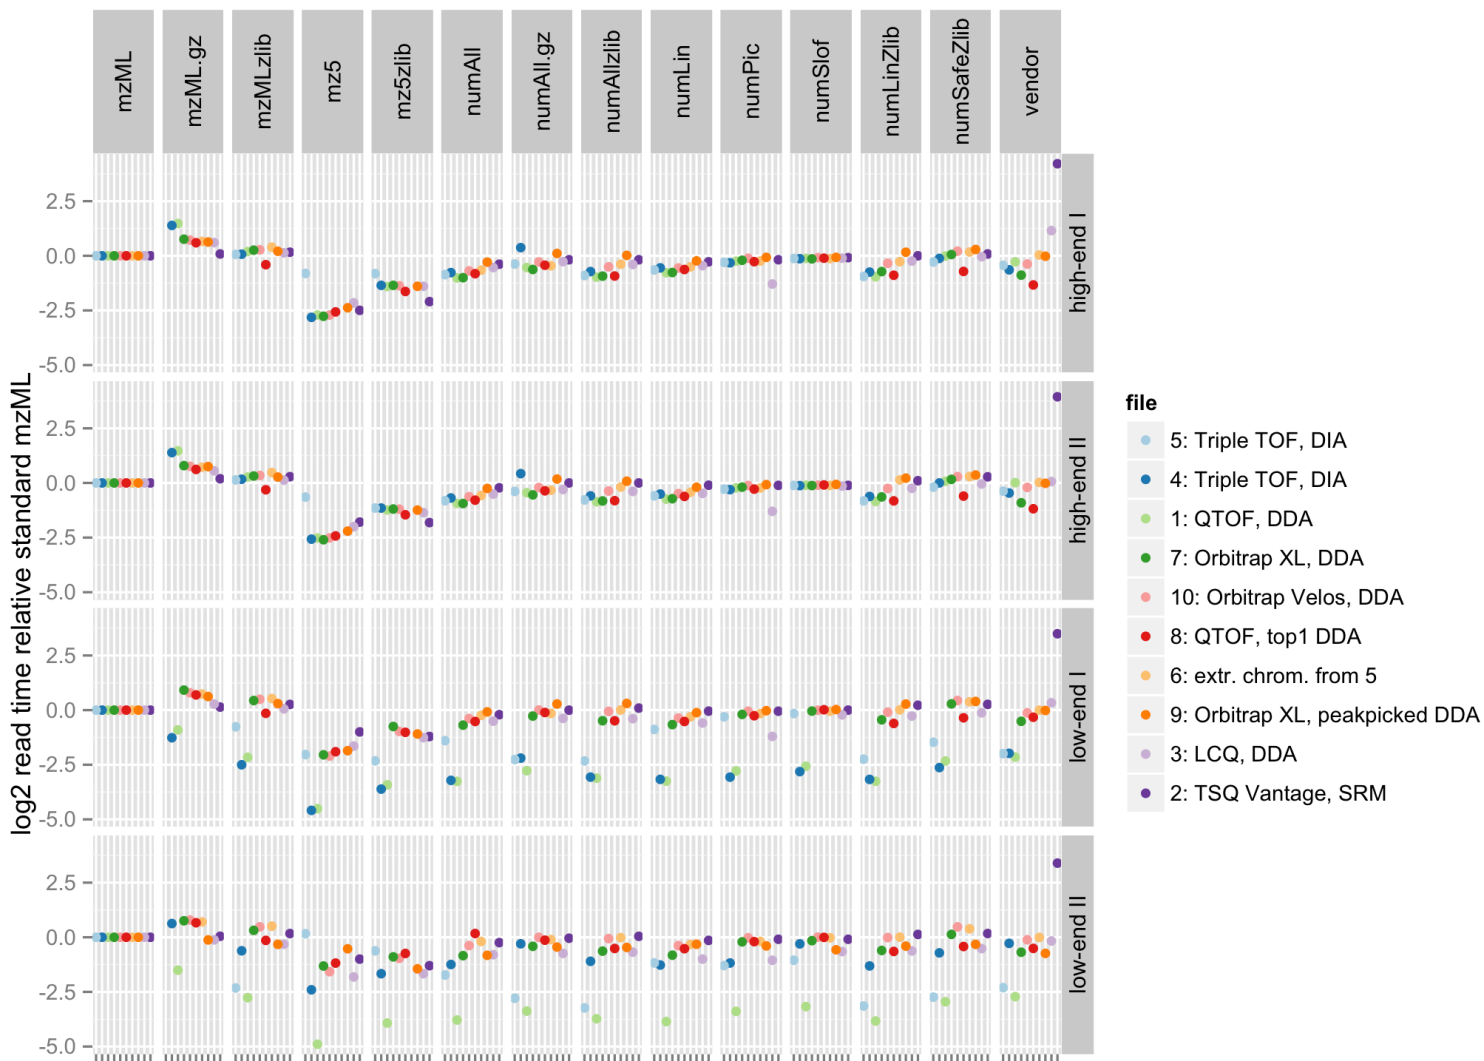 mzML
mzML.gz
mzMLzlib
mz5
mz5zlib
numAll
numAll.gz
numAllzlib
numLin
numPic
numSlof
numLinZlib
numSafeZlib
vendor
log2 read time relative standard mzML
2.5
0.0
-2.5
-5.0
high-end I
2.5
0.0
-2.5
-5.0
high-end II
2.5
0.0
-2.5
-5.0
low-end I
2.5
0.0
-2.5
-5.0
low-end II
file
5: Triple TOF, DIA
4: Triple TOF, DIA
1: QTOF, DDA
7: Orbitrap XL, DDA
10: Orbitrap Velos, DDA
8: QTOF, top1 DDA
6: extr. chrom. from 5
9: Orbitrap XL, peakpicked DDA
3: LCQ, DDA
2: TSQ Vantage, SRM